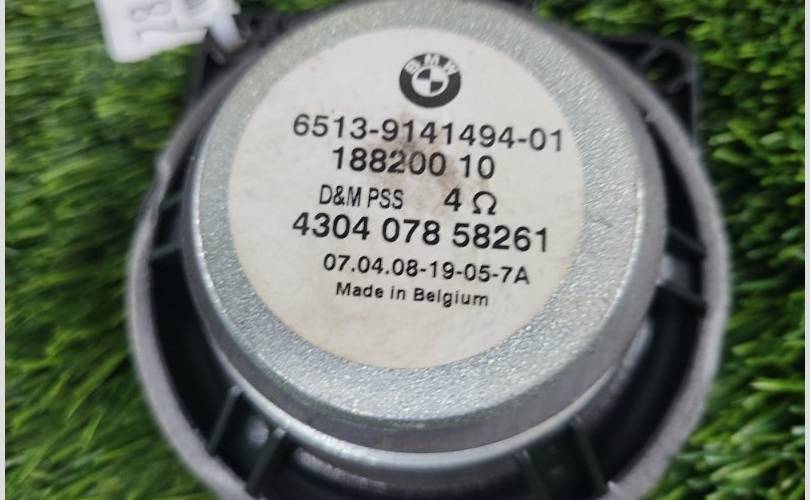 BMW
6513-9141494-01
188200 10
D&M PSS 4 Ω
4304 078 58261
07.04.08-19-05-7A
Made in Belgium